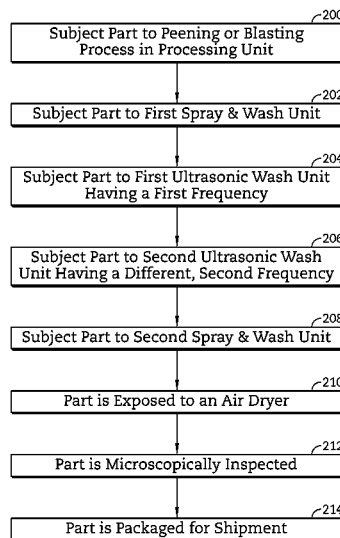 200
Subject Part to Peening or Blasting
Process in Processing Unit
202
Subject Part to First Spray & Wash Unit
204
Subject Part to First Ultrasonic Wash Unit
Having a First Frequency
206
Subject Part to Second Ultrasonic Wash
Unit Having a Different, Second Frequency
208
Subject Part to Second Spray & Wash Unit
210
Part is Exposed to an Air Dryer
212
Part is Microscopically Inspected
214
Part is Packaged for Shipment